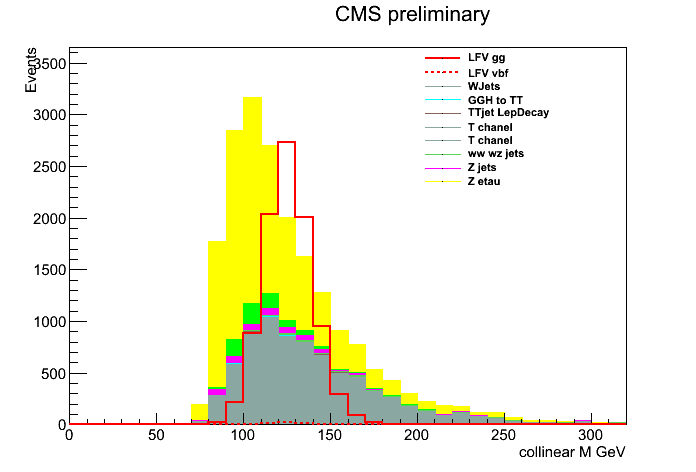 CMS preliminary
Events
3500
3000
2500
2000
1500
1000
500
0
0 50 100 150 200 250 300
collinear M GeV
LFV gg
LFV vbf
WJets
GGH to TT
TTjet LepDecay
T chanel
T chanel
ww wz jets
Z jets
Z etau